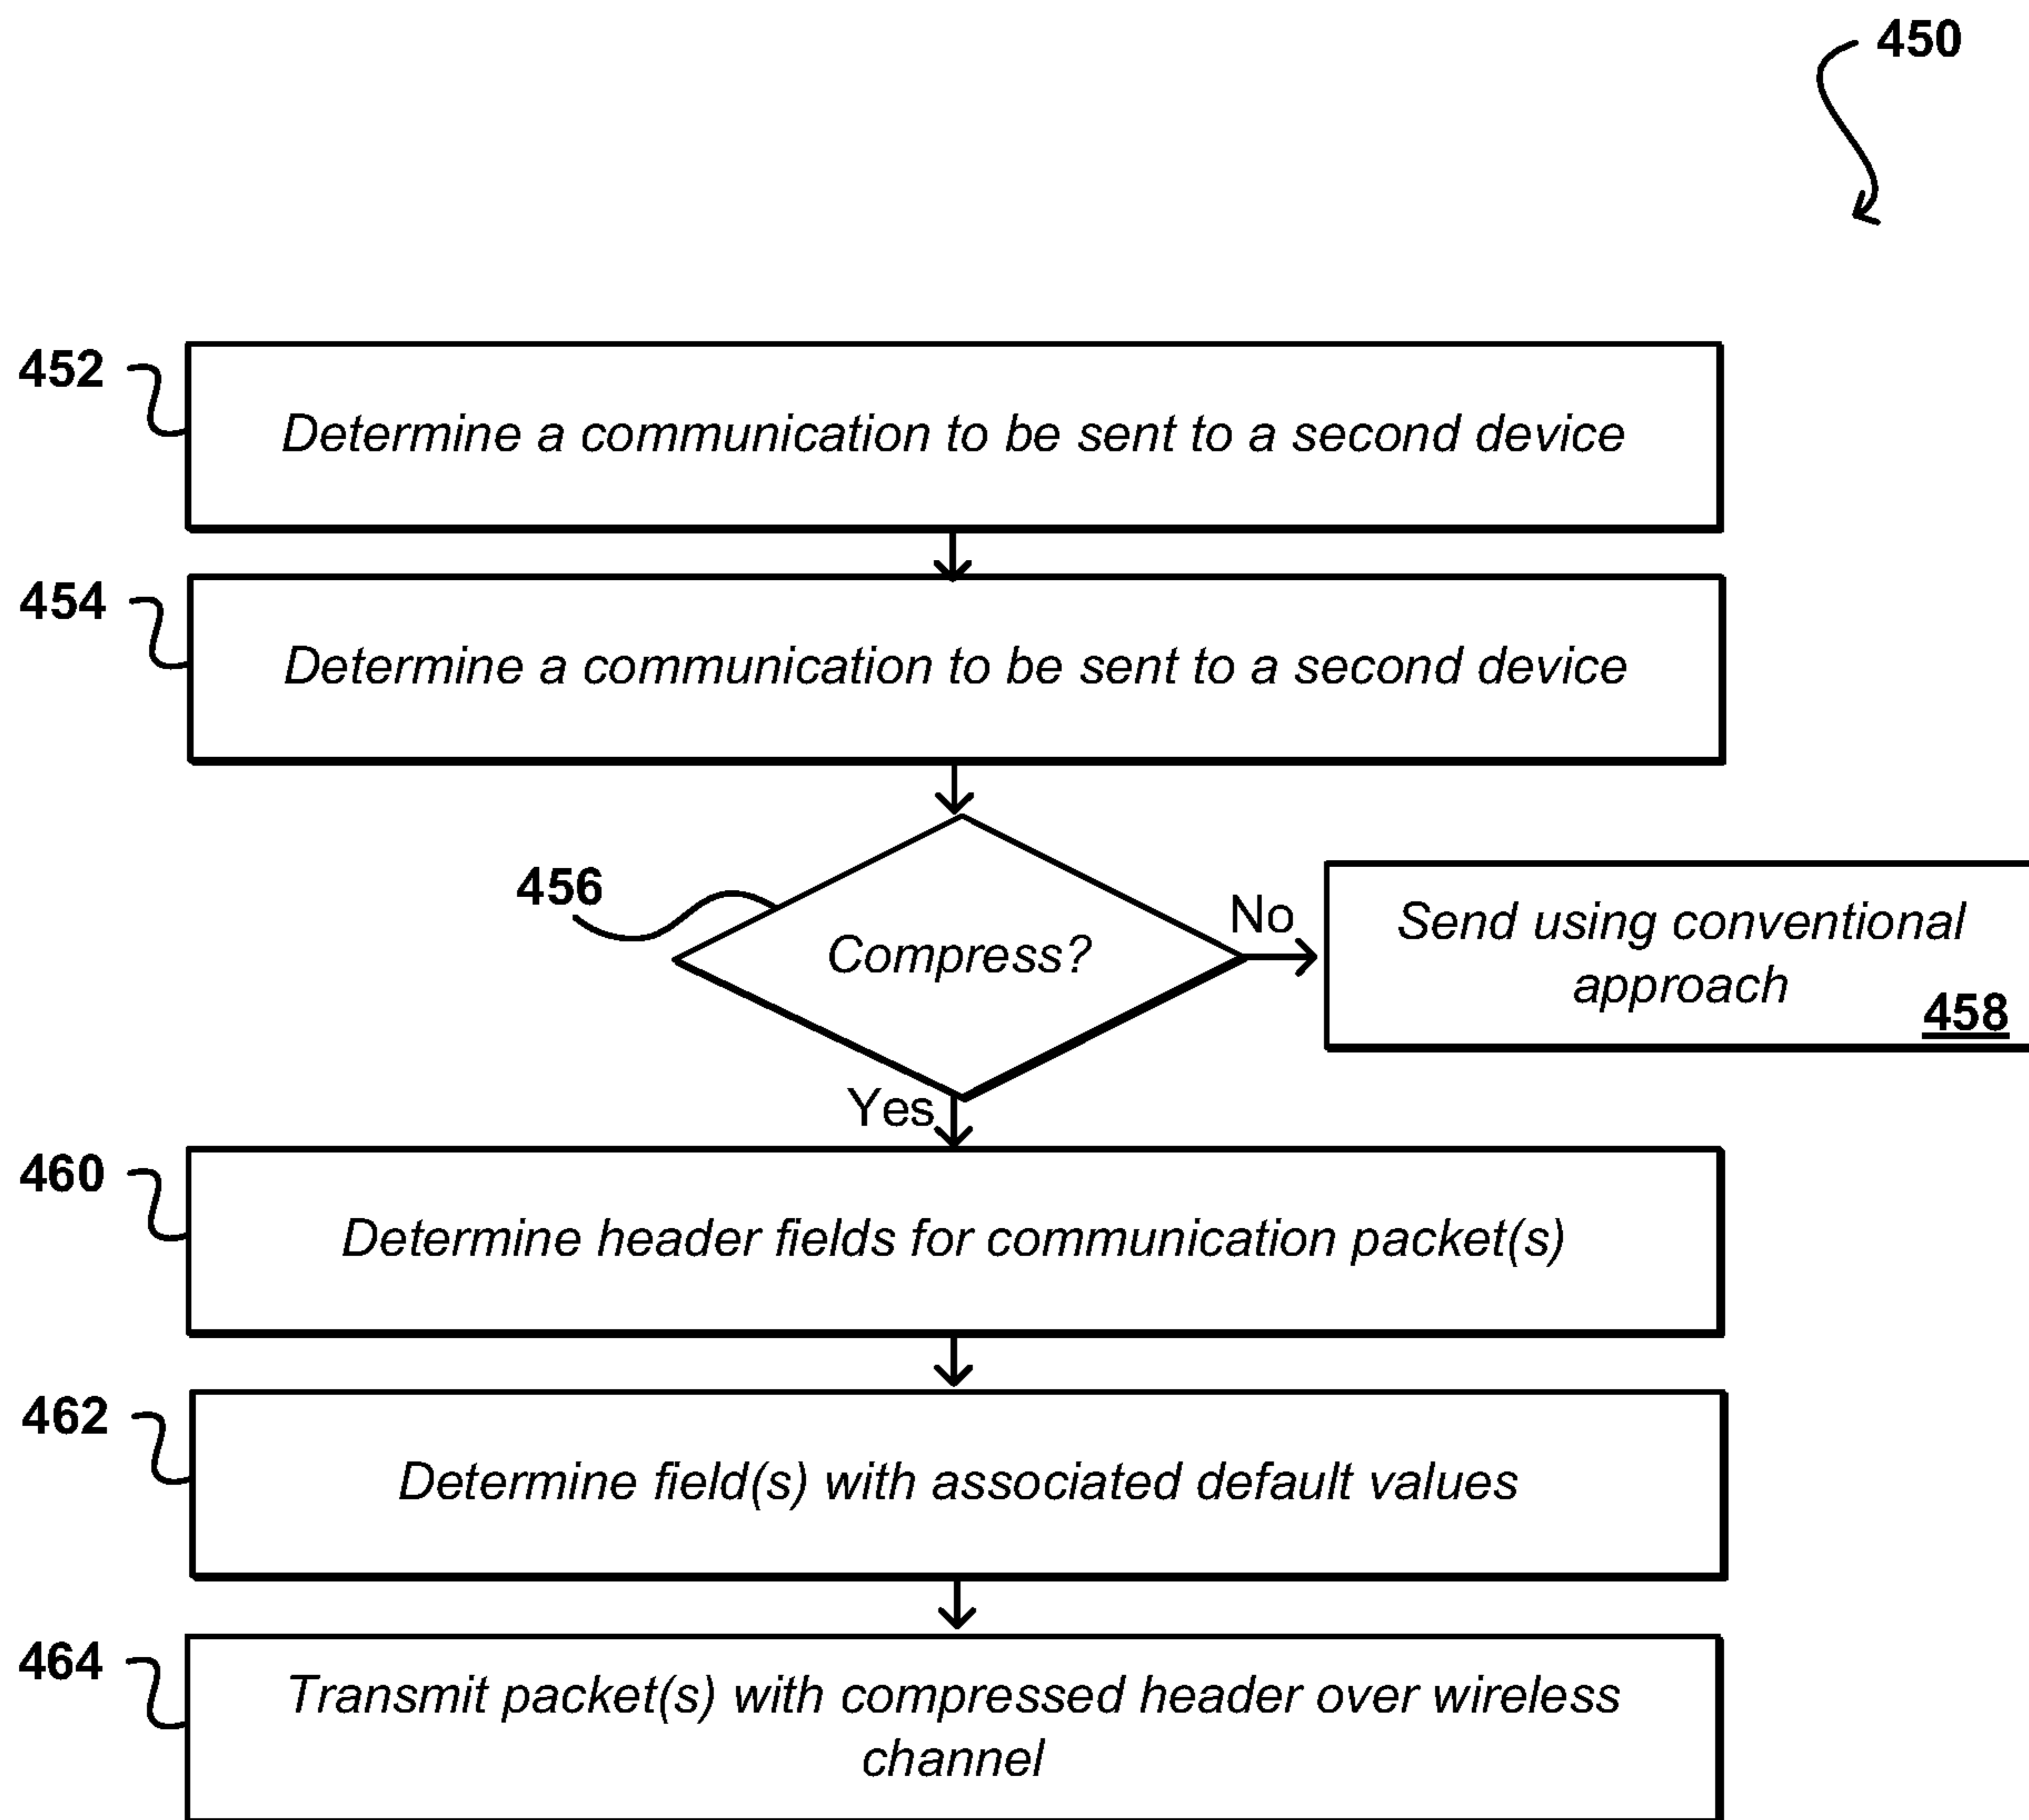 450
452
Determine a communication to be sent to a second device
454
Determine a communication to be sent to a second device
456
Compress?
No
Send using conventional
approach
458
Yes
460
Determine header fields for communication packet(s)
462
Determine field(s) with associated default values
464
Transmit packet(s) with compressed header over wireless
channel